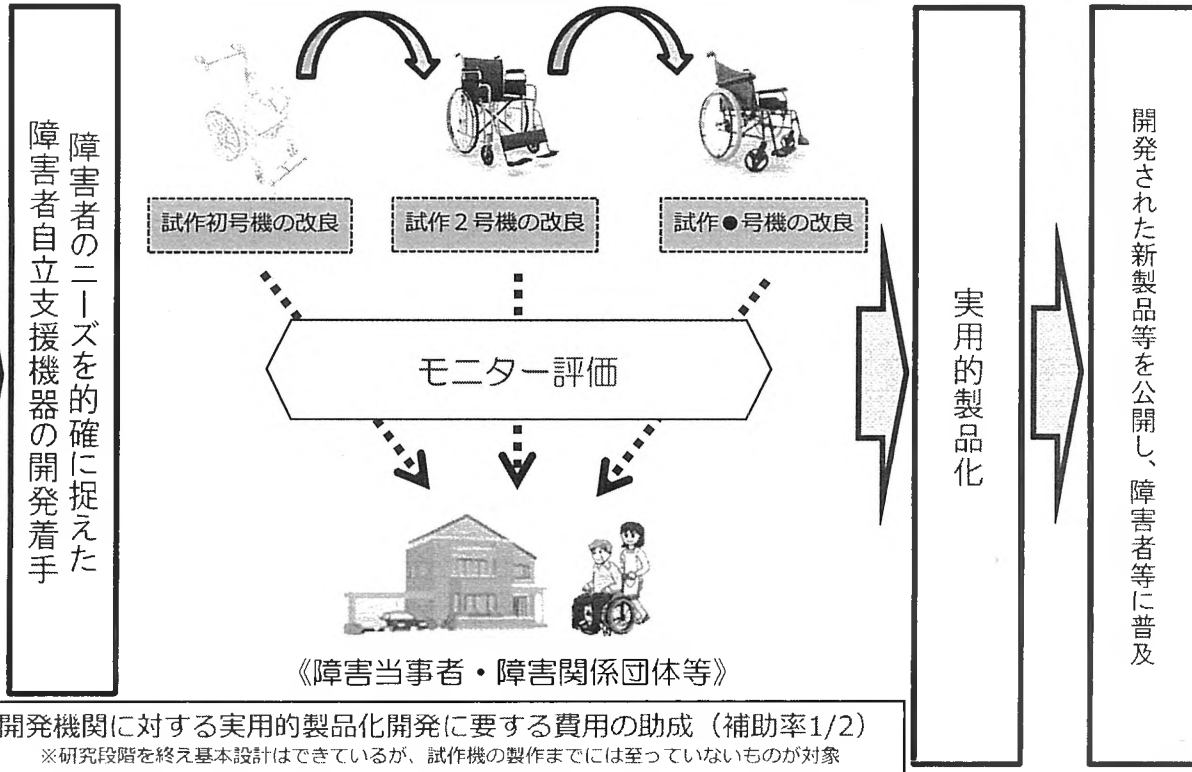 障害者のニーズを的確に捉えた
障害者自立支援機器の開発着手
試作初号機の改良
試作２号機の改良
試作●号機の改良
モニター評価
《障害当事者・障害関係団体等》
開発機関に対する実用的製品化開発に要する費用の助成（補助率1/2）
※研究段階を終え基本設計はできているが、試作機の製作までには至っていないものが対象
実用的製品化
開発された新製品等を公開し、障害者等に普及